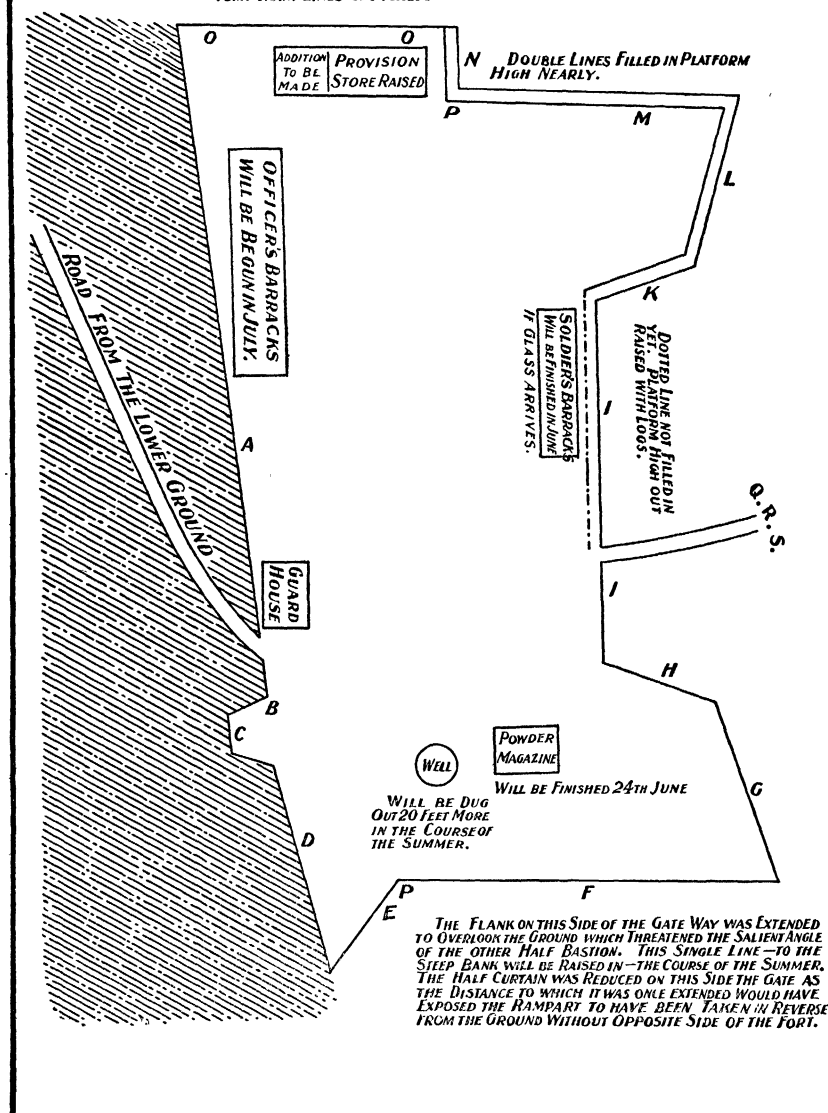 O
O
N
DOUBLE LINES FILLED IN PLATFORM
HIGH NEARLY.
ADDITION
TO BE
MADE
PROVISION
STORE RAISED
P
M
L
OFFICER'S BARRACKS
WILL BE BEGUN IN JULY.
K
ROAD FROM THE LOWER GROUND
SOLDIER'S BARRACKS
WILL BE FINISHED IN JUNE
IF GLASS ARRIVES.
DOTTED LINE NOT FILLED IN
YET. PLATFORM HIGH OUT
RAISED WITH LOGS.
I
A
Q. R. S.
GUARD
HOUSE
I
H
B
C
POWDER
MAGAZINE
WELL
WILL BE FINISHED 24TH JUNE
G
WILL BE DUG
OUT 20 FEET MORE
IN THE COURSE OF
THE SUMMER.
D
E
P
F
THE FLANK ON THIS SIDE OF THE GATE WAY WAS EXTENDED
TO OVERLOOK THE GROUND WHICH THREATENED THE SALIENT ANGLE
OF THE OTHER HALF BASTION. THIS SINGLE LINE—TO THE
STEEP BANK WILL BE RAISED IN—THE COURSE OF THE SUMMER.
THE HALF CURTAIN WAS REDUCED ON THIS SIDE THE GATE AS
THE DISTANCE TO WHICH IT WAS ONCE EXTENDED WOULD HAVE
EXPOSED THE RAMPART TO HAVE BEEN TAKEN IN REVERSE
FROM THE GROUND WITHOUT OPPOSITE SIDE OF THE FORT.